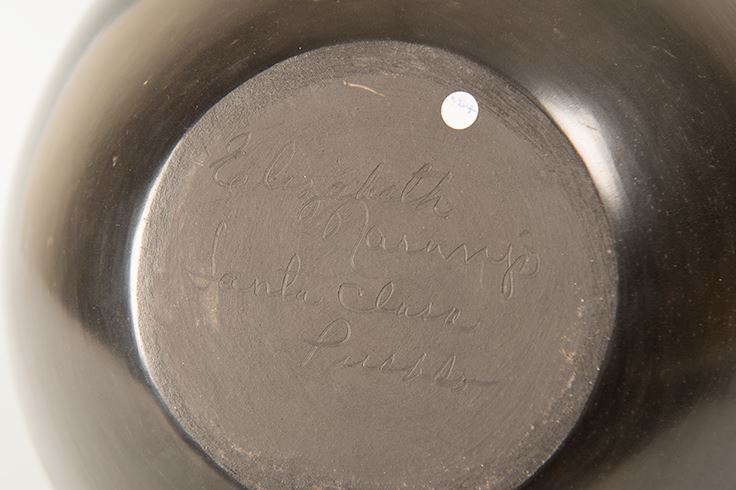 Elizabeth
Naranjo
Santa Clara
Pueblo